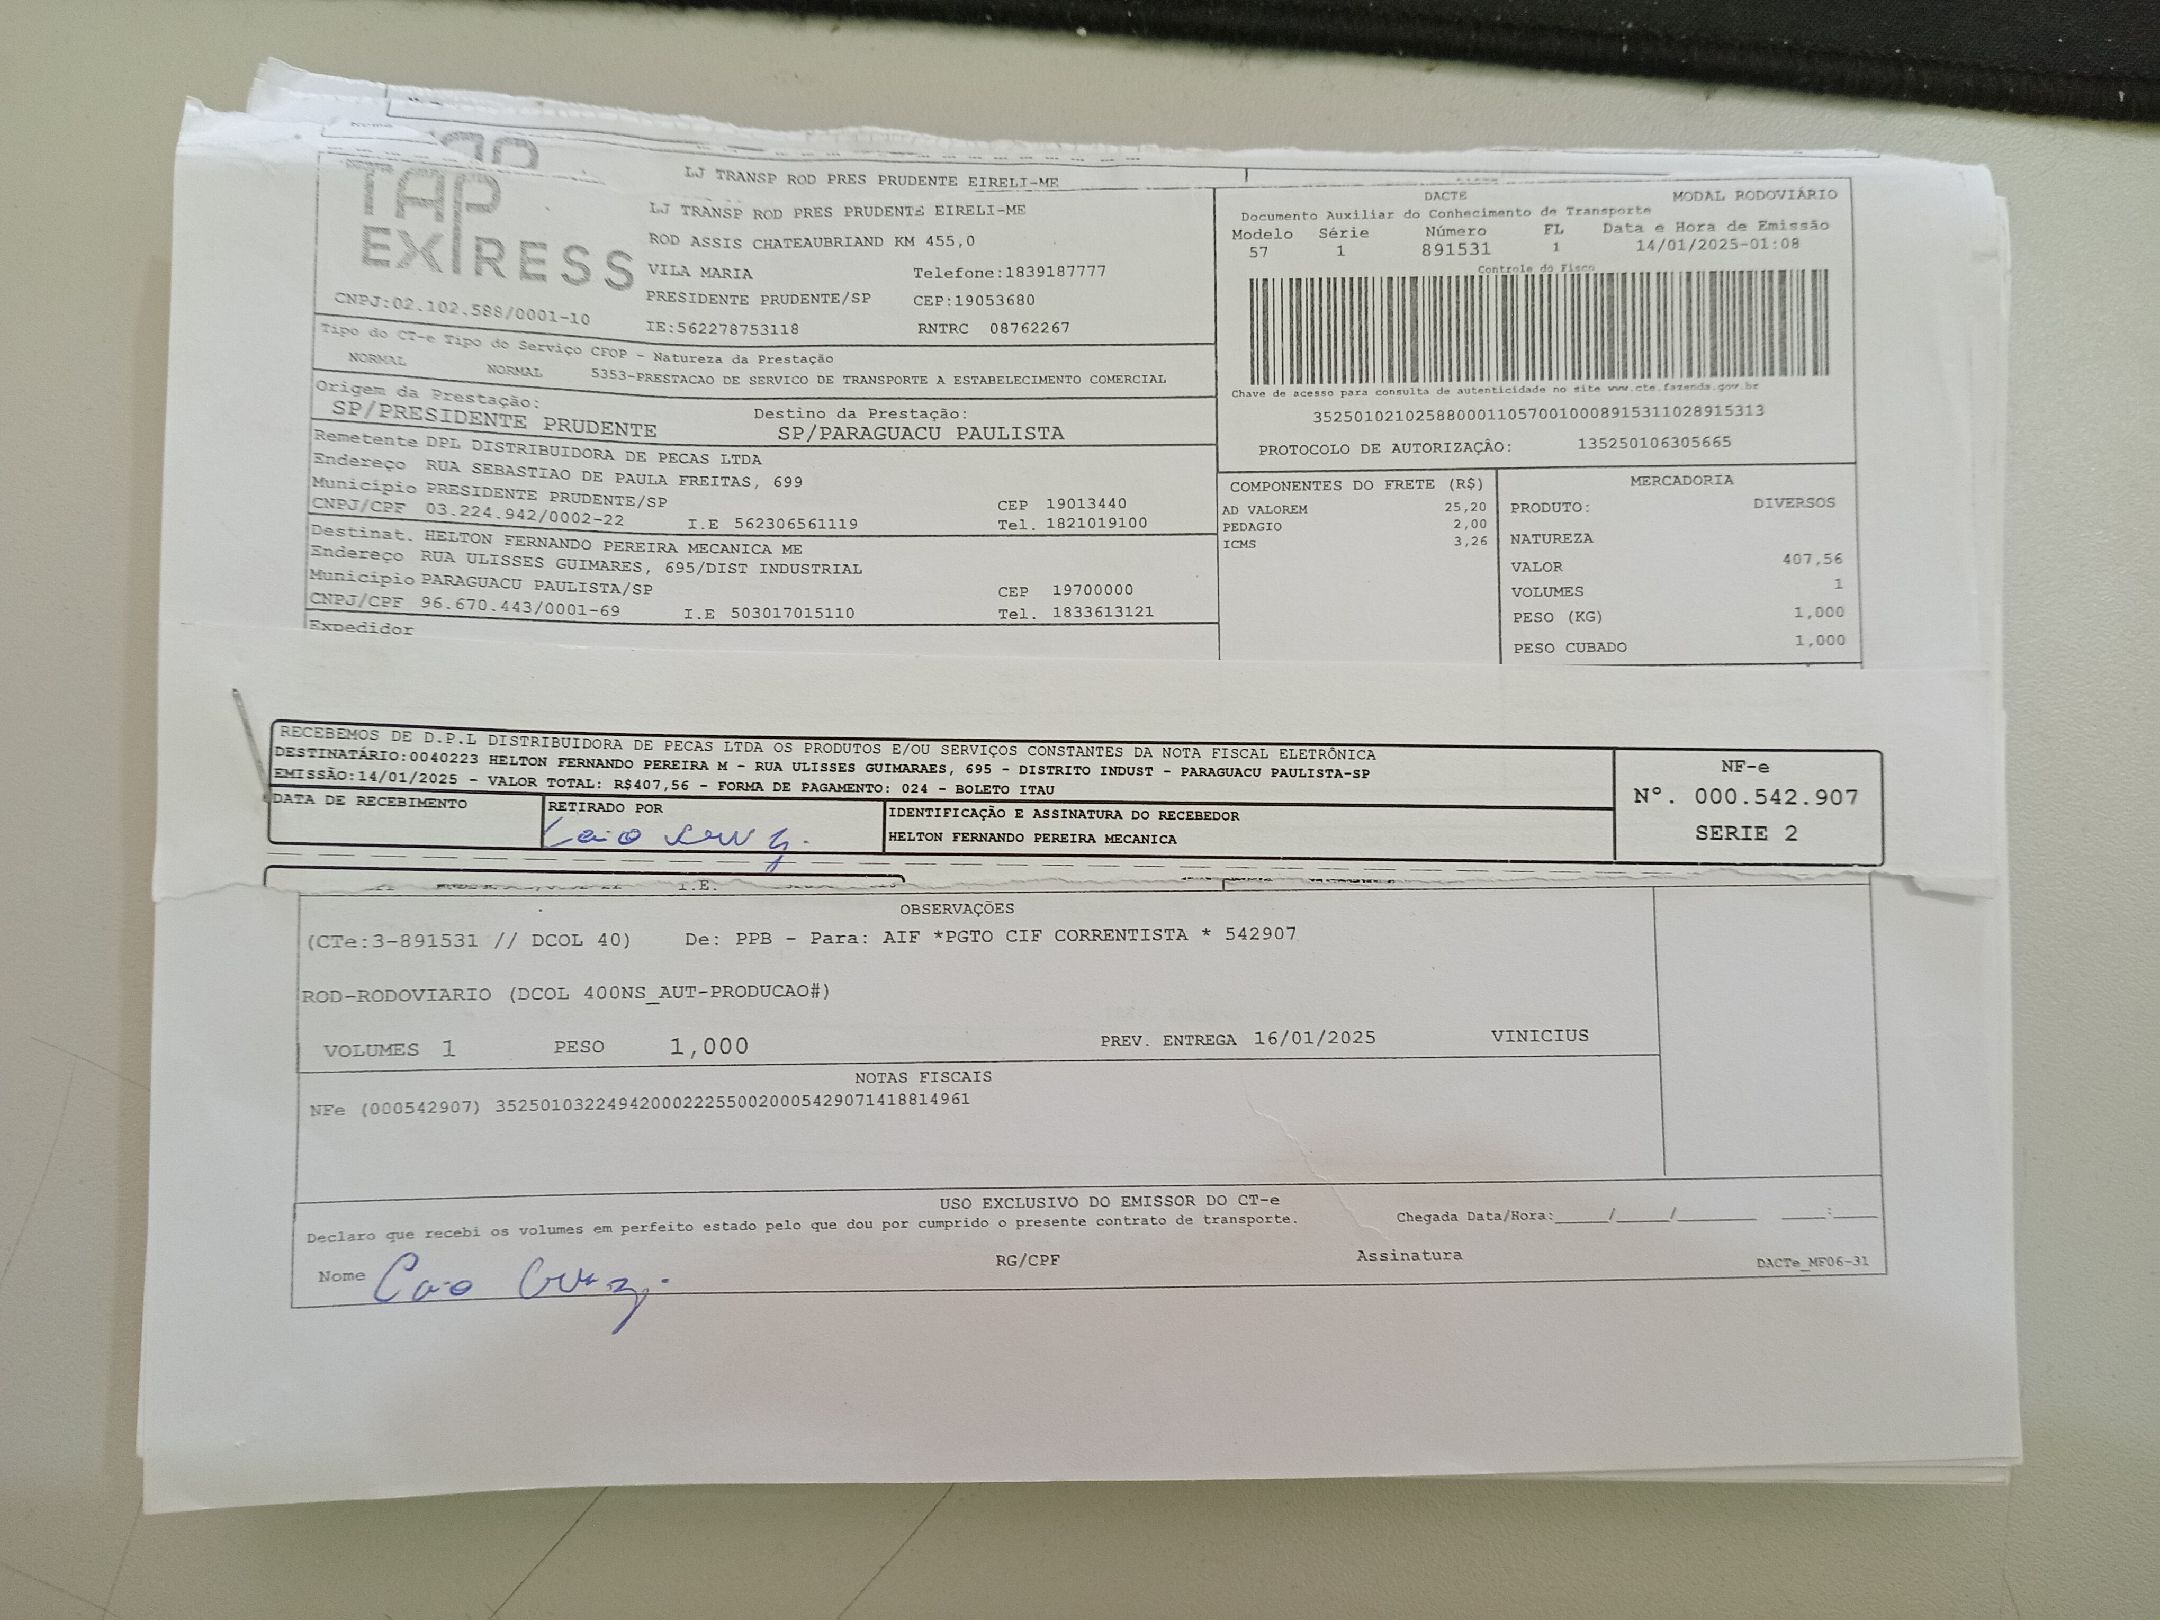 TAP
EXPRESS
LJ TRANSP ROD PRES PRUDENTE EIRELI-ME
LJ TRANSP ROD PRES PRUDENTE EIRELI-ME
ROD ASSIS CHATEAUBRIAND KM 455,0
VILA MARIA Telefone:1839187777
PRESIDENTE PRUDENTE/SP CEP:19053680
CNPJ:02.102.588/0001-10 IE:562278753118 RNTRC 08762267
Tipo do CT-e Tipo do Serviço CFOP - Natureza da Prestação
NORMAL NORMAL 5353-PRESTACAO DE SERVICO DE TRANSPORTE A ESTABELECIMENTO COMERCIAL
Origem da Prestação: Destino da Prestação:
SP/PRESIDENTE PRUDENTE SP/PARAGUACU PAULISTA
Remetente DPL DISTRIBUIDORA DE PECAS LTDA
Endereço RUA SEBASTIAO DE PAULA FREITAS, 699
Municipio PRESIDENTE PRUDENTE/SP CEP 19013440
CNPJ/CPF 03.224.942/0002-22 I.E 562306561119 Tel. 1821019100
Destinat. HELTON FERNANDO PEREIRA MECANICA ME
Endereço RUA ULISSES GUIMARES, 695/DIST INDUSTRIAL
Municipio PARAGUACU PAULISTA/SP CEP 19700000
CNPJ/CPF 96.670.443/0001-69 I.E 503017015110 Tel. 1833613121
Expedidor
DACTE MODAL RODOVIÁRIO
Documento Auxiliar do Conhecimento de Transporte
Modelo Série Número FL Data e Hora de Emissão
57 1 891531 1 14/01/2025-01:08
Controle do Fisco
Chave de acesso para consulta de autenticidade no site www.cte.fazenda.gov.br
35250102102588000110570010008915311028915313
PROTOCOLO DE AUTORIZAÇÃO: 135250106305665
COMPONENTES DO FRETE (R$)
AD VALOREM 25,20
PEDAGIO 2,00
ICMS 3,26
MERCADORIA
PRODUTO: DIVERSOS
NATUREZA
VALOR 407,56
VOLUMES 1
PESO (KG) 1,000
PESO CUBADO 1,000
RECEBEMOS DE D.P.L DISTRIBUIDORA DE PECAS LTDA OS PRODUTOS E/OU SERVIÇOS CONSTANTES DA NOTA FISCAL ELETRÔNICA
DESTINATÁRIO:0040223 HELTON FERNANDO PEREIRA M - RUA ULISSES GUIMARAES, 695 - DISTRITO INDUST - PARAGUACU PAULISTA-SP
EMISSÃO:14/01/2025 - VALOR TOTAL: R$407,56 - FORMA DE PAGAMENTO: 024 - BOLETO ITAU
DATA DE RECEBIMENTO RETIRADO POR IDENTIFICAÇÃO E ASSINATURA DO RECEBEDOR
Caio Cruz. HELTON FERNANDO PEREIRA MECANICA
NF-e
Nº. 000.542.907
SERIE 2
I.E.
OBSERVAÇÕES
(CTe:3-891531 // DCOL 40) De: PPB - Para: AIF *PGTO CIF CORRENTISTA * 542907
ROD-RODOVIARIO (DCOL 400NS_AUT-PRODUCAO#)
VOLUMES 1 PESO 1,000 PREV. ENTREGA 16/01/2025 VINICIUS
NOTAS FISCAIS
NFe (000542907) 35250103224942000222550020005429071418814961
USO EXCLUSIVO DO EMISSOR DO CT-e
Declaro que recebi os volumes em perfeito estado pelo que dou por cumprido o presente contrato de transporte. Chegada Data/Hora:_____/_____/________ ____:____
Nome Caio Cruz. RG/CPF Assinatura DACTe_MF06-31